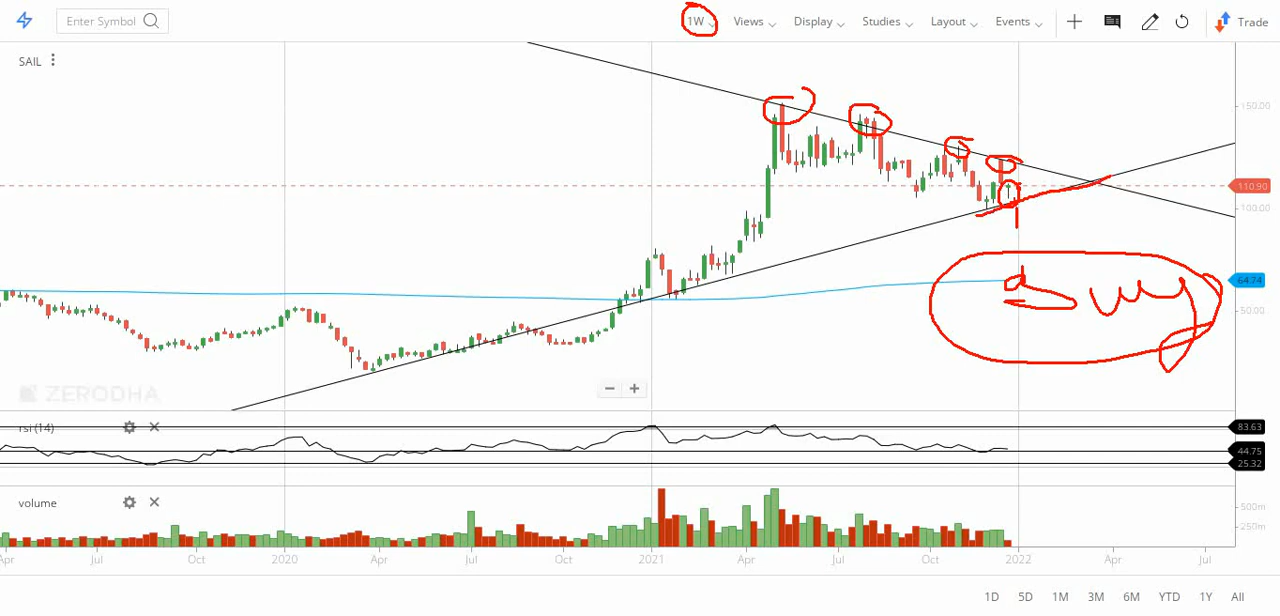 Enter Symbol 1W Views Display Studies Layout Events Trade
SAIL
150.00
110.90
100.00
64.74
50.00
ZERODHA
rsi (14)
83.63
44.75
25.32
volume
500m
250m
Apr Jul Oct 2020 Apr Jul Oct 2021 Apr Jul Oct 2022 Apr Jul
1D 5D 1M 3M 6M YTD 1Y All